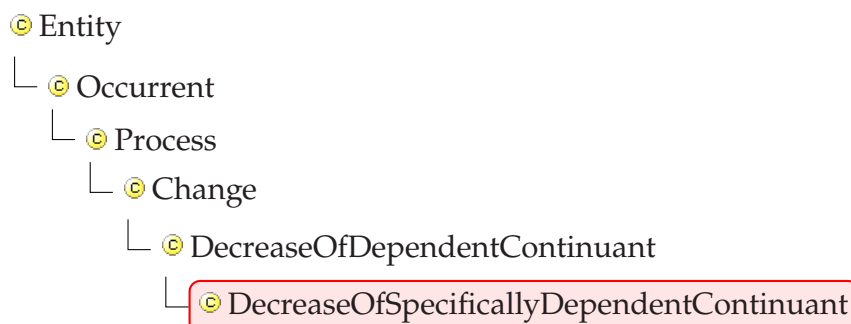 Entity
Occurrent
Process
Change
DecreaseOfDependentContinuant
DecreaseOfSpecificallyDependentContinuant